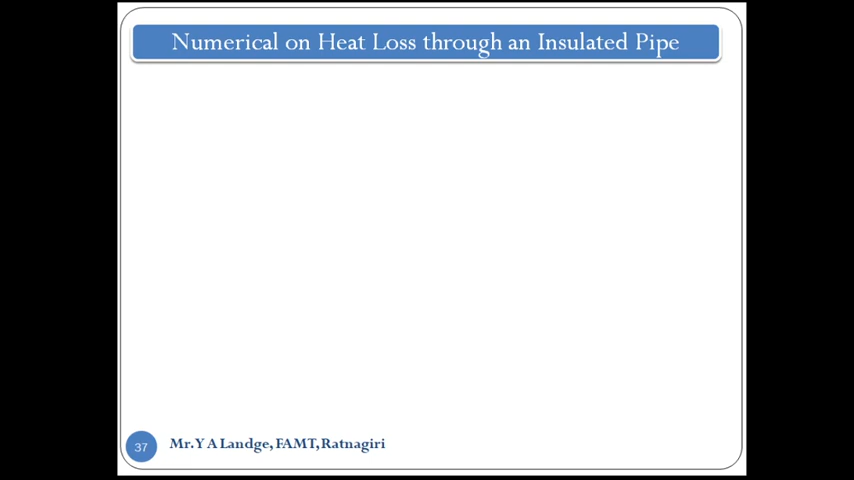 Numerical on Heat Loss through an Insulated Pipe
37
Mr. Y A Landge, FAMT, Ratnagiri